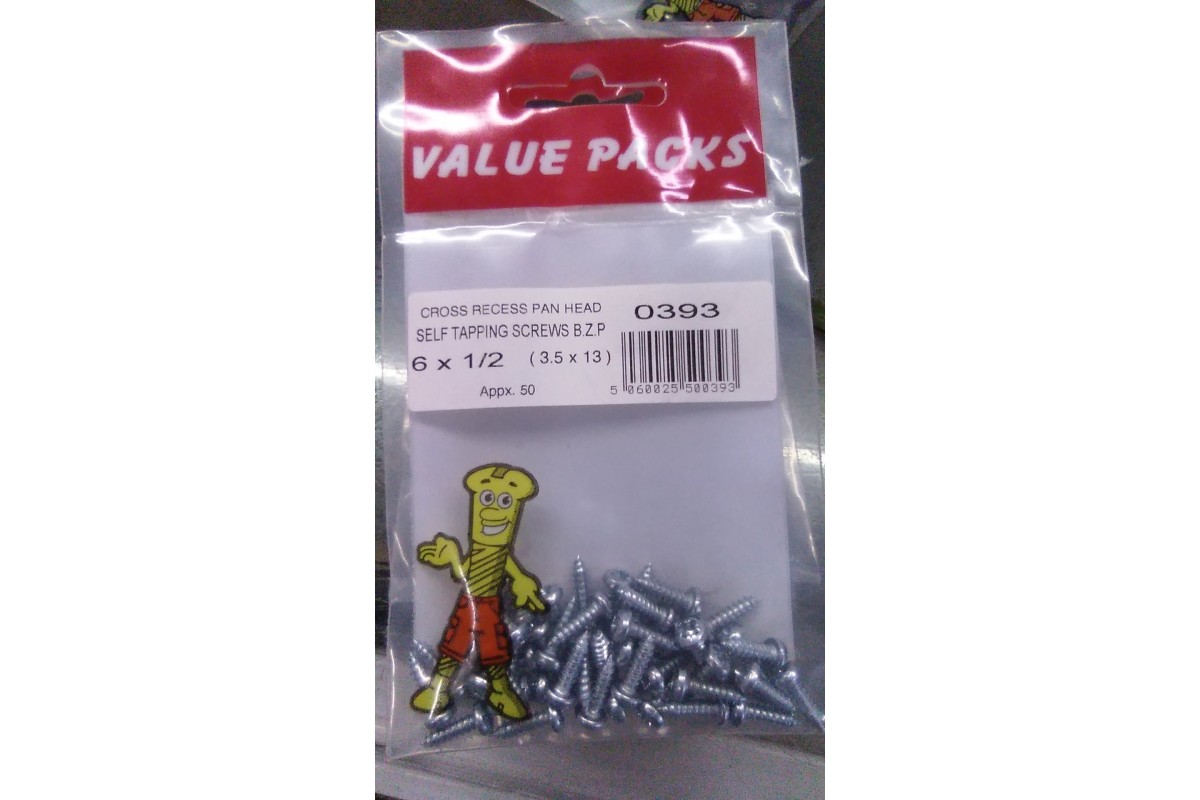 VALUE PACKS
CROSS RECESS PAN HEAD
SELF TAPPING SCREWS B.Z.P
6 x 1/2 ( 3.5 x 13 )
Appx. 50
0393
5 060025 500393